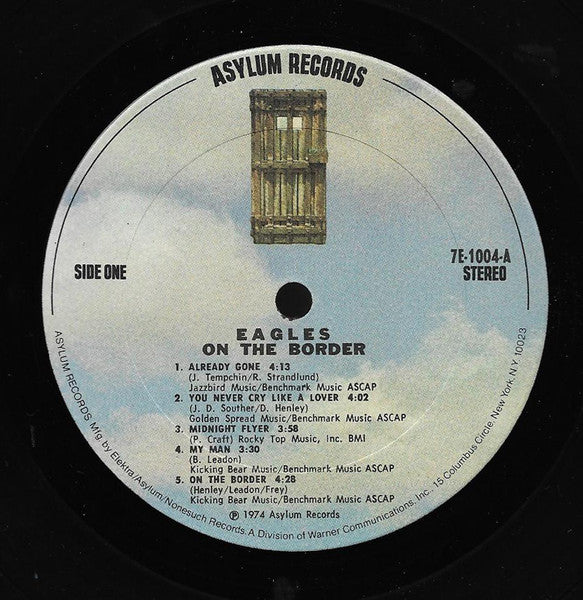 ASYLUM RECORDS
SIDE ONE
7E-1004-A
STEREO
EAGLES
ON THE BORDER
1. ALREADY GONE 4:13
(J. Tempchin/R. Strandlund)
Jazzbird Music/Benchmark Music ASCAP
2. YOU NEVER CRY LIKE A LOVER 4:02
(J. D. Souther/D. Henley)
Golden Spread Music/Benchmark Music ASCAP
3. MIDNIGHT FLYER 3:58
(P. Craft) Rocky Top Music, Inc. BMI
4. MY MAN 3:30
(B. Leadon)
Kicking Bear Music/Benchmark Music ASCAP
5. ON THE BORDER 4:28
(Henley/Leadon/Frey)
Kicking Bear Music/Benchmark Music ASCAP
℗ 1974 Asylum Records
ASYLUM RECORDS Mfg. by Elektra/Asylum/Nonesuch Records. A Division of Warner Communications, Inc. · 15 Columbus Circle, New York, N.Y. 10023